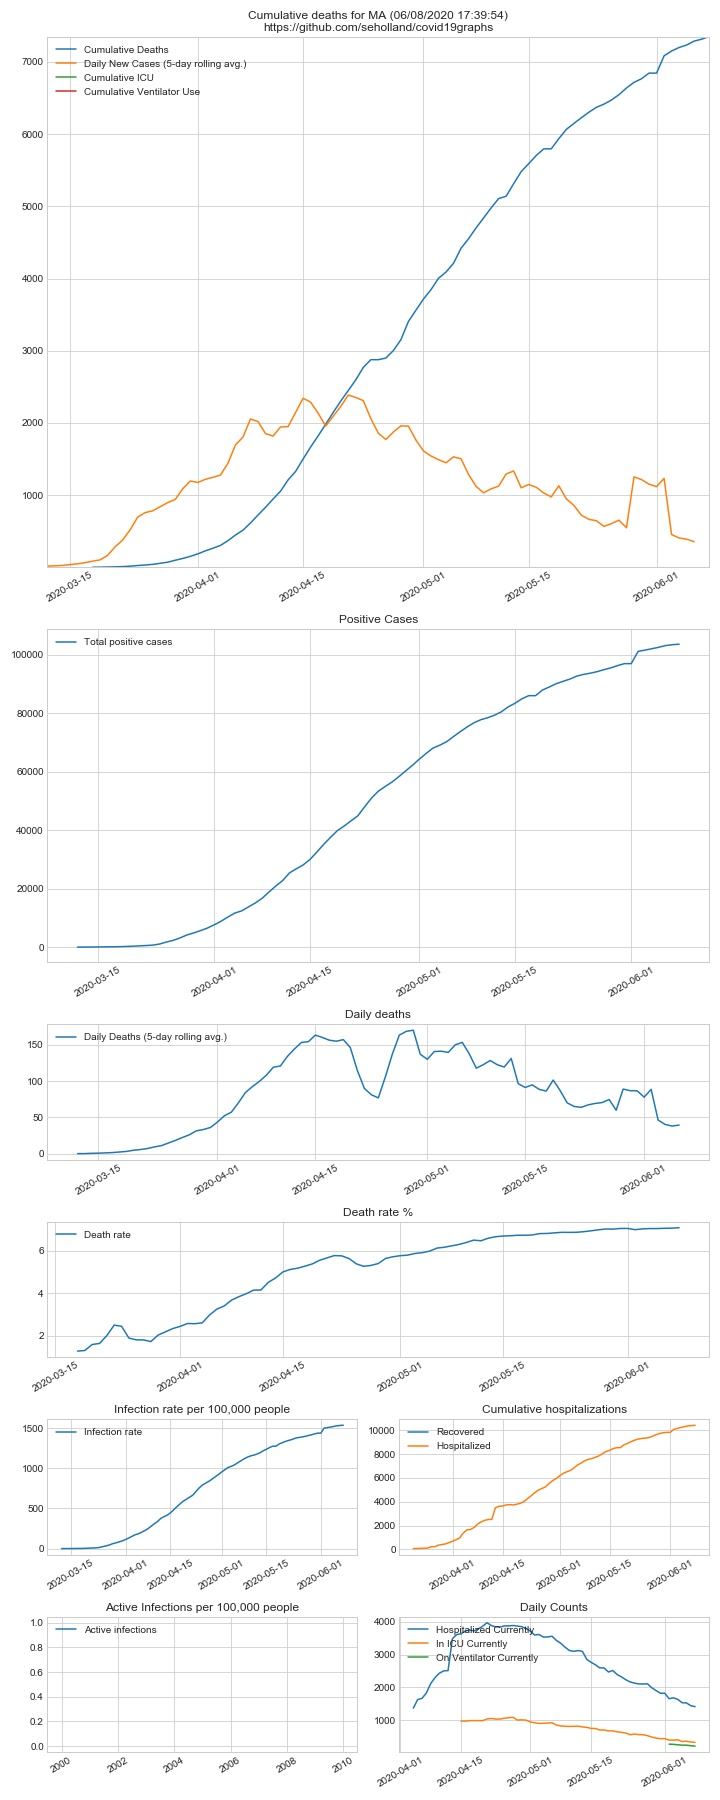 Cumulative deaths for MA (06/08/2020 17:39:54)
https://github.com/seholland/covid19graphs
Cumulative Deaths
Daily New Cases (5-day rolling avg.)
Cumulative ICU
Cumulative Ventilator Use
7000
6000
5000
4000
3000
2000
1000
2020-03-15 2020-04-01 2020-04-15 2020-05-01 2020-05-15 2020-06-01
Positive Cases
Total positive cases
100000
80000
60000
40000
20000
0
2020-03-15 2020-04-01 2020-04-15 2020-05-01 2020-05-15 2020-06-01
Daily deaths
Daily Deaths (5-day rolling avg.)
150
100
50
0
2020-03-15 2020-04-01 2020-04-15 2020-05-01 2020-05-15 2020-06-01
Death rate %
Death rate
6
4
2
2020-03-15 2020-04-01 2020-04-15 2020-05-01 2020-05-15 2020-06-01
Infection rate per 100,000 people
Infection rate
1500
1000
500
0
2020-03-15 2020-04-01 2020-04-15 2020-05-01 2020-05-15 2020-06-01
Cumulative hospitalizations
Recovered
Hospitalized
10000
8000
6000
4000
2000
0
2020-04-01 2020-04-15 2020-05-01 2020-05-15 2020-06-01
Active Infections per 100,000 people
Active infections
1.0
0.8
0.6
0.4
0.2
0.0
2000 2002 2004 2006 2008 2010
Daily Counts
Hospitalized Currently
In ICU Currently
On Ventilator Currently
4000
3000
2000
1000
2020-04-01 2020-04-15 2020-05-01 2020-05-15 2020-06-01